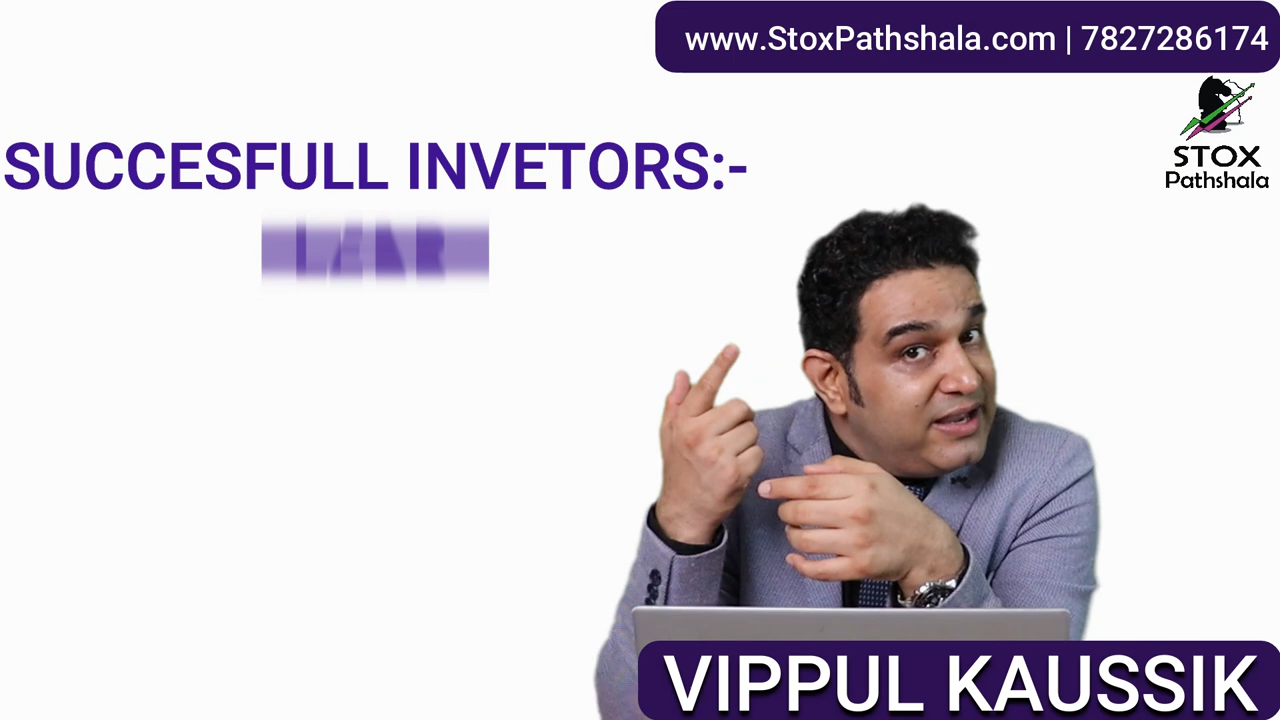 www.StoxPathshala.com | 7827286174
STOX
Pathshala
SUCCESFULL INVETORS:-
VIPPUL KAUSSIK